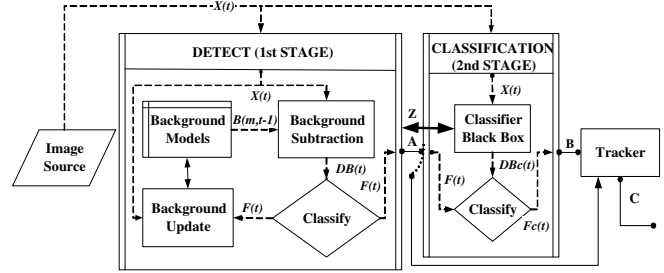 X(t)
DETECT (1st STAGE)
CLASSIFICATION
(2nd STAGE)
X(t)
X(t)
Image
Source
Background
Models
B(m,t-1)
Background
Subtraction
Z
Classifier
Black Box
A
B
Tracker
DB(t)
F(t)
F(t)
DBc(t)
Background
Update
F(t)
Classify
Classify
Fc(t)
C